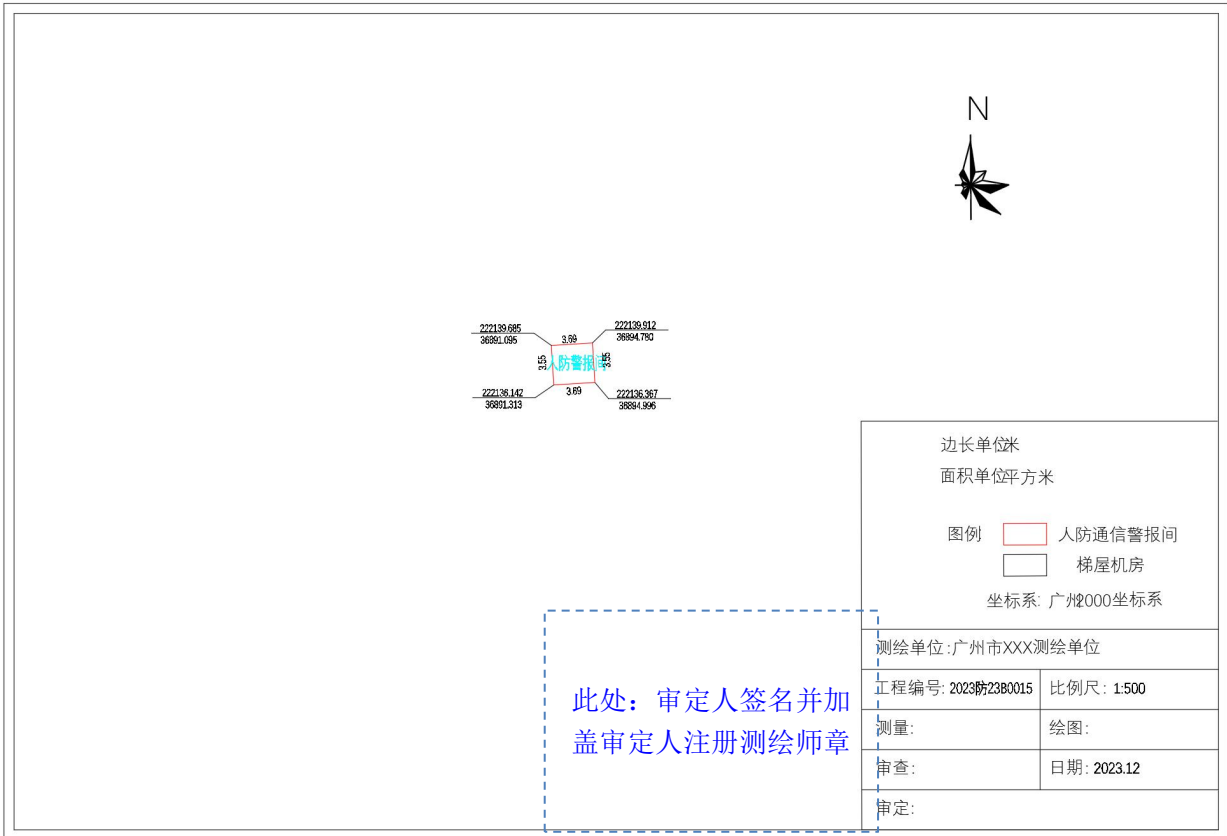 N
222139.685
36891.095
222139.912
36894.780
3.69
3.55
人防警报间
3.55
3.69
222136.142
36891.313
222136.367
36894.996
边长单位米
面积单位平方米
图例
人防通信警报间
梯屋机房
坐标系: 广州2000坐标系
测绘单位:广州市XXX测绘单位
工程编号: 2023防23B0015
比例尺: 1:500
测量:
绘图:
审查:
日期: 2023.12
审定:
此处：审定人签名并加
盖审定人注册测绘师章